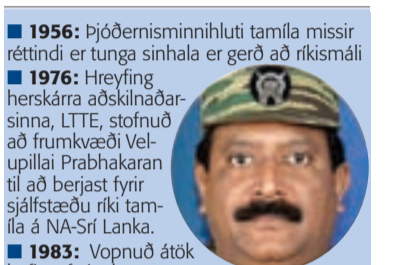 ■ 1956: Þjóðernisminnihluti tamíla missir
réttindi er tunga sinhala er gerð að ríkismáli
■ 1976: Hreyfing
herskárra aðskilnaðar-
sinna, LTTE, stofnuð
að frumkvæði Vel-
upillai Prabhakaran
til að berjast fyrir
sjálfstæðu ríki tam-
íla á NA-Srí Lanka.
■ 1983: Vopnuð átök